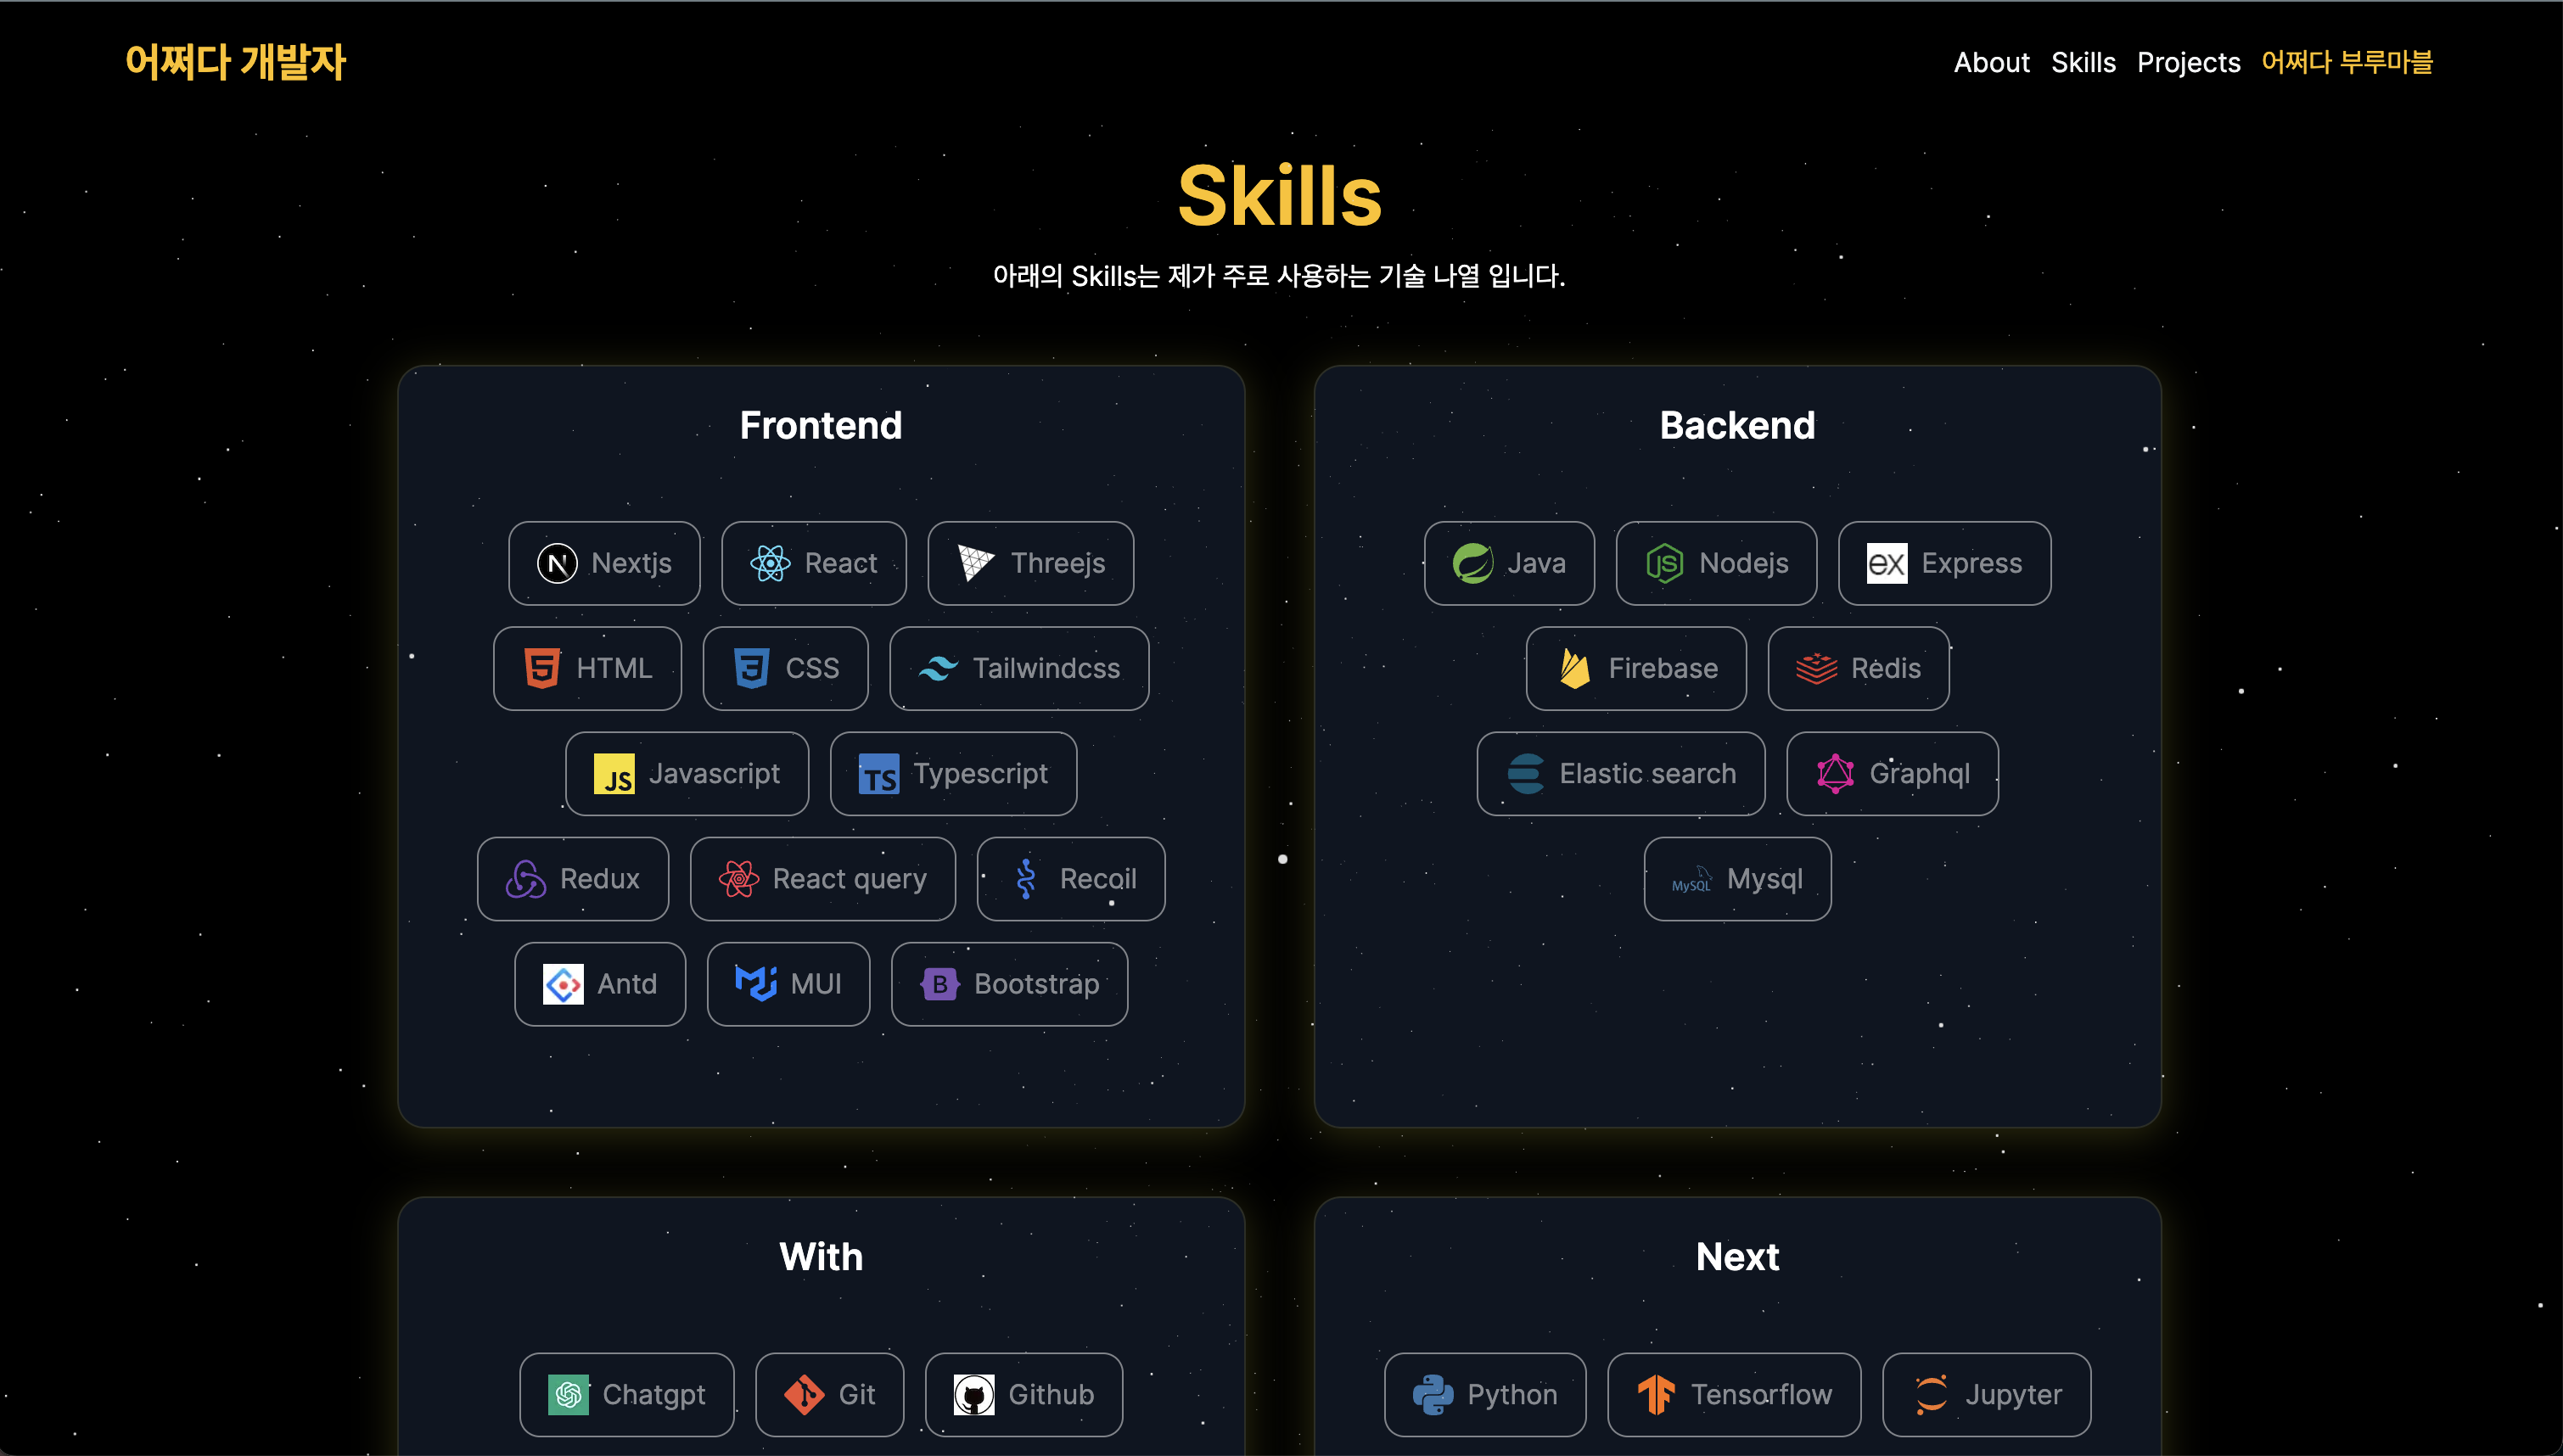 어쩌다 개발자
About Skills Projects 어쩌다 부루마블
Skills
아래의 Skills는 제가 주로 사용하는 기술 나열 입니다.
Frontend
N Nextjs React Threejs
5 HTML 3 CSS Tailwindcss
JS Javascript TS Typescript
Redux React query Recoil
Antd MUI B Bootstrap
Backend
Java JS Nodejs ex Express
Firebase Redis
Elastic search Graphql
MySQL Mysql
With
Chatgpt Git Github
Next
Python Tensorflow Jupyter